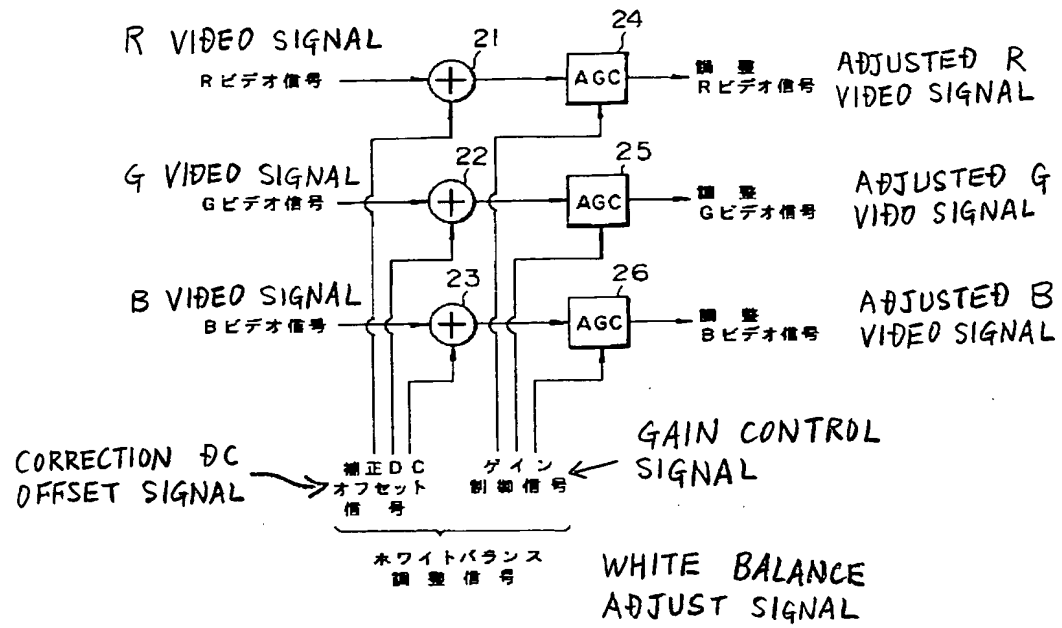 R VIDEO SIGNAL
Rビデオ信号
21
24
AGC
調整
Rビデオ信号
ADJUSTED R
VIDEO SIGNAL
G VIDEO SIGNAL
Gビデオ信号
22
25
AGC
調整
Gビデオ信号
ADJUSTED G
VIDO SIGNAL
B VIDEO SIGNAL
Bビデオ信号
23
26
AGC
調整
Bビデオ信号
ADJUSTED B
VIDEO SIGNAL
CORRECTION DC
OFFSET SIGNAL
補正DC
オフセット
信号
ゲイン
制御信号
GAIN CONTROL
SIGNAL
ホワイトバランス
調整信号
WHITE BALANCE
ADJUST SIGNAL